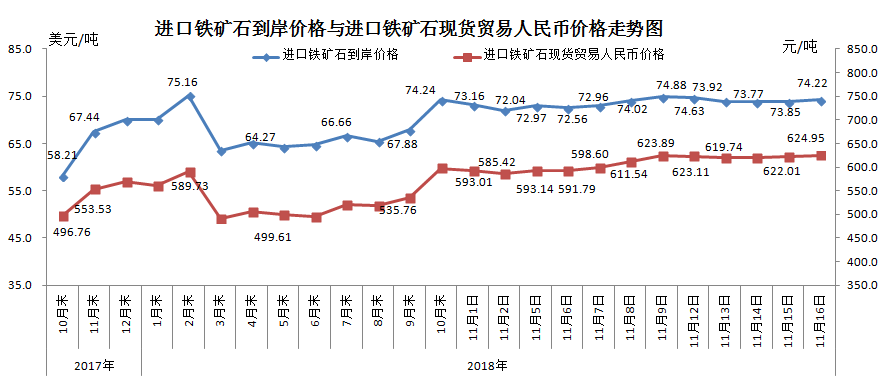 进口铁矿石到岸价格与进口铁矿石现货贸易人民币价格走势图
美元/吨
元/吨
进口铁矿石到岸价格
进口铁矿石现货贸易人民币价格
85.0
75.0
65.0
55.0
45.0
35.0
850.0
800.0
750.0
700.0
650.0
600.0
550.0
500.0
450.0
400.0
350.0
58.21
67.44
75.16
64.27
66.66
67.88
74.24
73.16
72.04
72.97
72.56
72.96
74.02
74.88
74.63
73.92
73.77
73.85
74.22
496.76
553.53
589.73
499.61
535.76
593.01
585.42
593.14
591.79
598.60
611.54
623.89
623.11
619.74
622.01
624.95
10月末
11月末
12月末
1月末
2月末
3月末
4月末
5月末
6月末
7月末
8月末
9月末
10月末
11月1日
11月2日
11月5日
11月6日
11月7日
11月8日
11月9日
11月12日
11月13日
11月14日
11月15日
11月16日
2017年
2018年